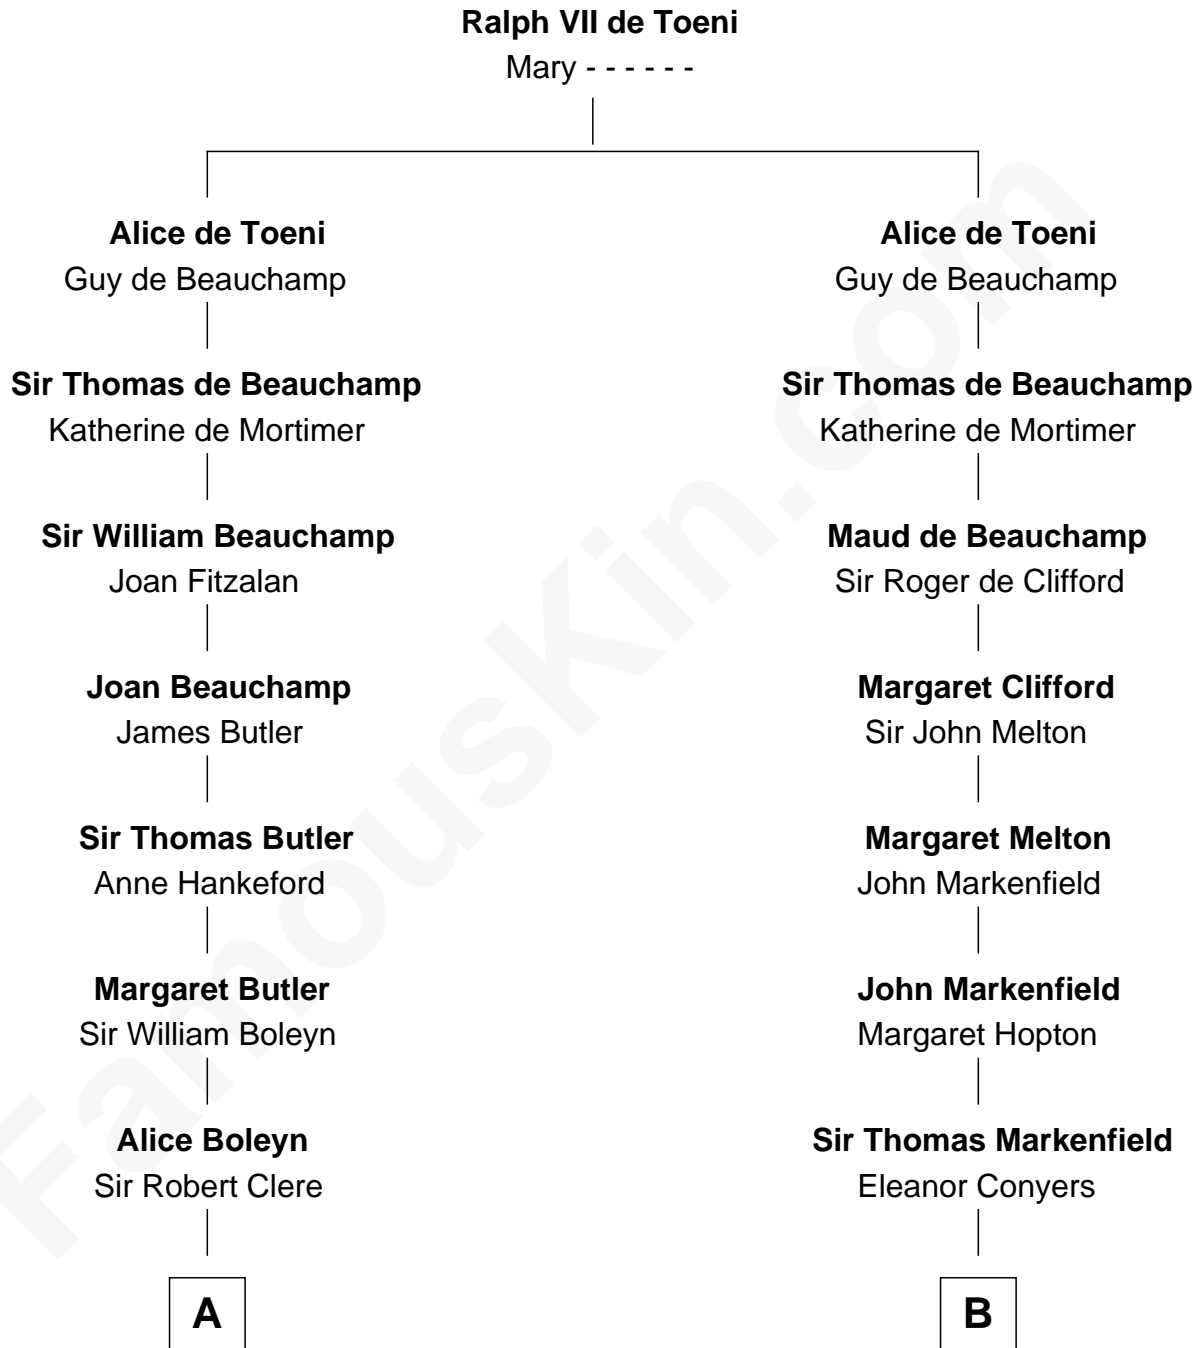 Ralph VII de Toeni
Mary - - - - - -
Alice de Toeni
Guy de Beauchamp
Sir Thomas de Beauchamp
Katherine de Mortimer
Sir William Beauchamp
Joan Fitzalan
Joan Beauchamp
James Butler
Sir Thomas Butler
Anne Hankeford
Margaret Butler
Sir William Boleyn
Alice Boleyn
Sir Robert Clere
A
Alice de Toeni
Guy de Beauchamp
Sir Thomas de Beauchamp
Katherine de Mortimer
Maud de Beauchamp
Sir Roger de Clifford
Margaret Clifford
Sir John Melton
Margaret Melton
John Markenfield
John Markenfield
Margaret Hopton
Sir Thomas Markenfield
Eleanor Conyers
B
FamousKin.com